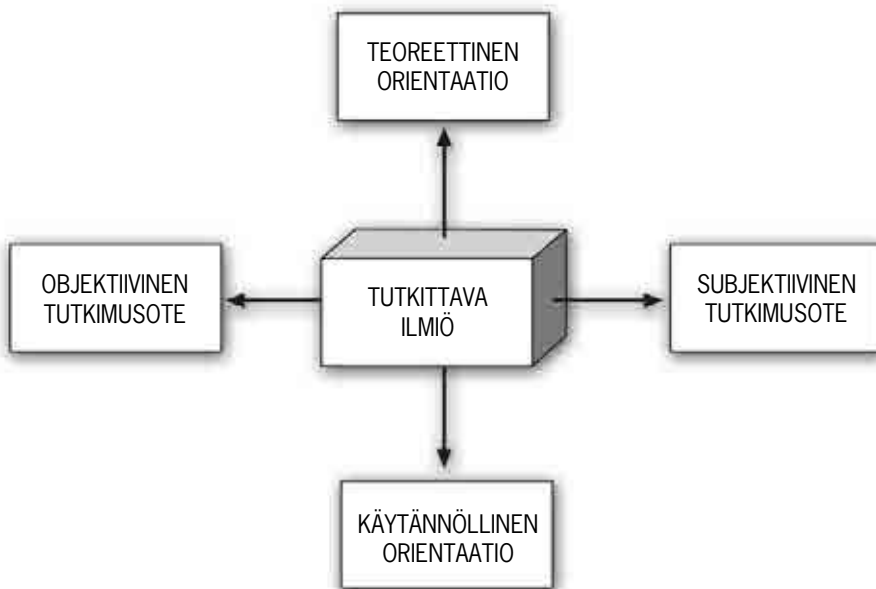 TEOREETTINEN
ORIENTAATIO
OBJEKTIIVINEN
TUTKIMUSOTE
TUTKITTAVA
ILMIÖ
SUBJEKTIIVINEN
TUTKIMUSOTE
KÄYTÄNNÖLLINEN
ORIENTAATIO